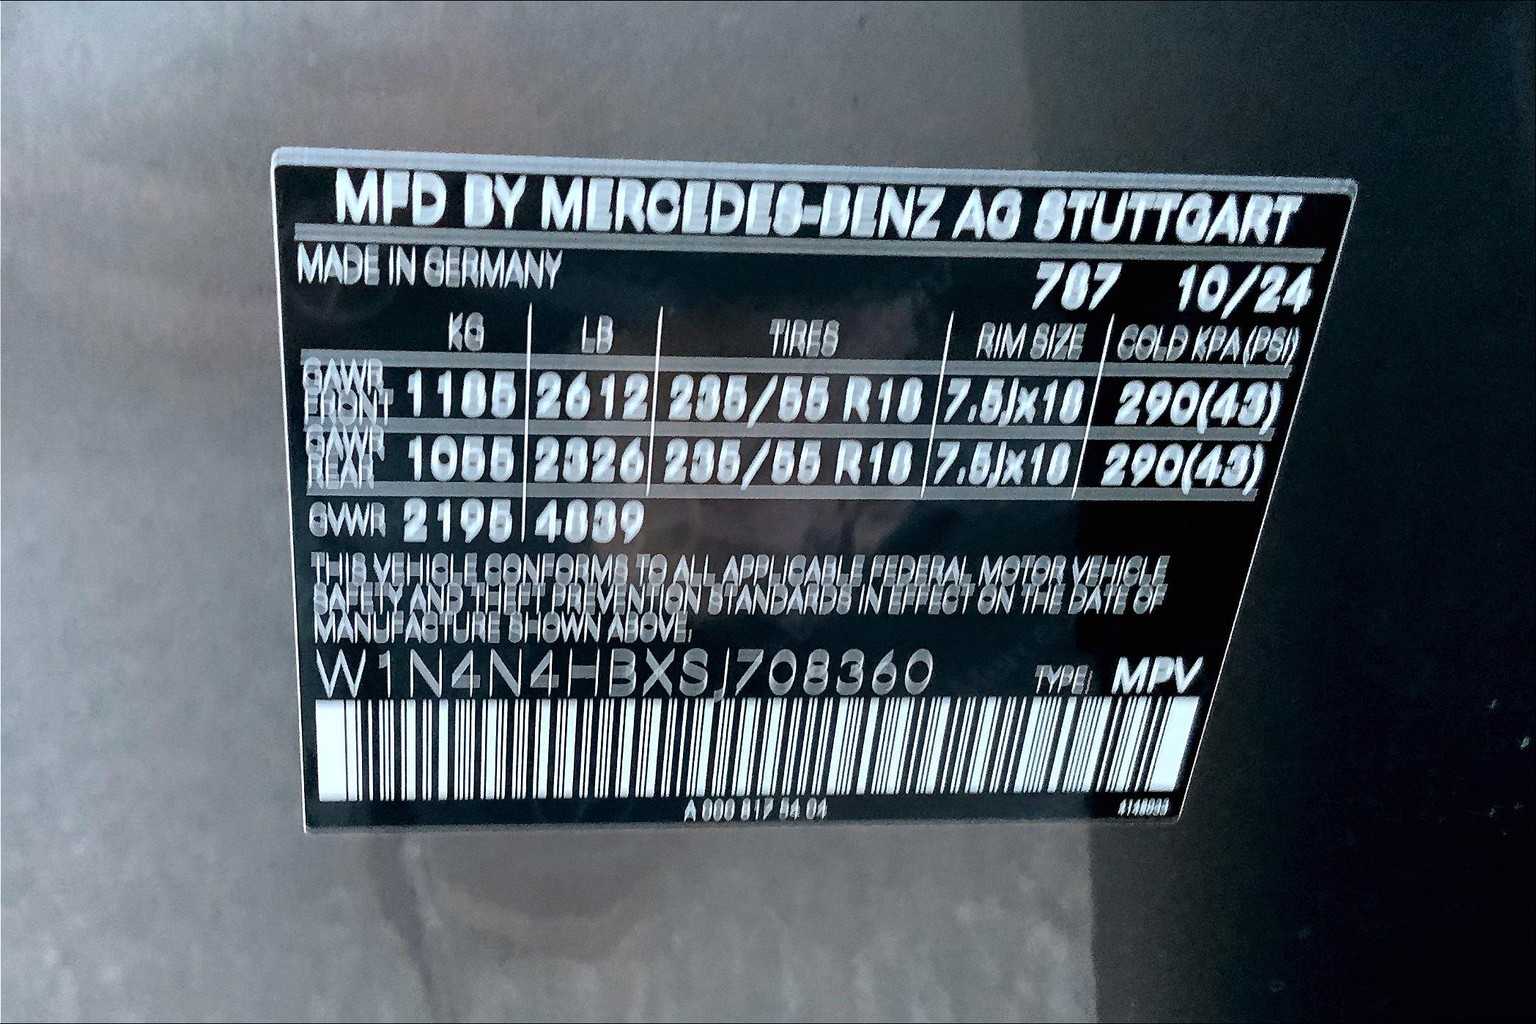 MFD BY MERCEDES-BENZ AG STUTTGART
MADE IN GERMANY 787 10/24
KG LB TIRES RIM SIZE COLD KPA(PSI)
GAWR FRONT 1185 2612 235/55 R18 7.5Jx18 290(43)
GAWR REAR 1055 2326 235/55 R18 7.5Jx18 290(43)
GVWR 2195 4839
THIS VEHICLE CONFORMS TO ALL APPLICABLE FEDERAL MOTOR VEHICLE
SAFETY AND THEFT PREVENTION STANDARDS IN EFFECT ON THE DATE OF
MANUFACTURE SHOWN ABOVE.
W1N4N4HBXSJ708360 TYPE: MPV
A 000 817 04